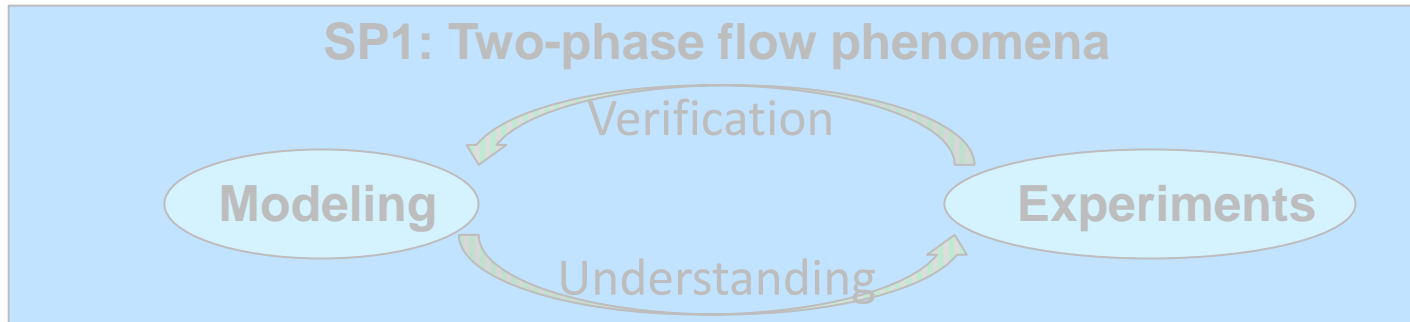 SP1: Two-phase flow phenomena
Verification
Modeling
Experiments
Understanding